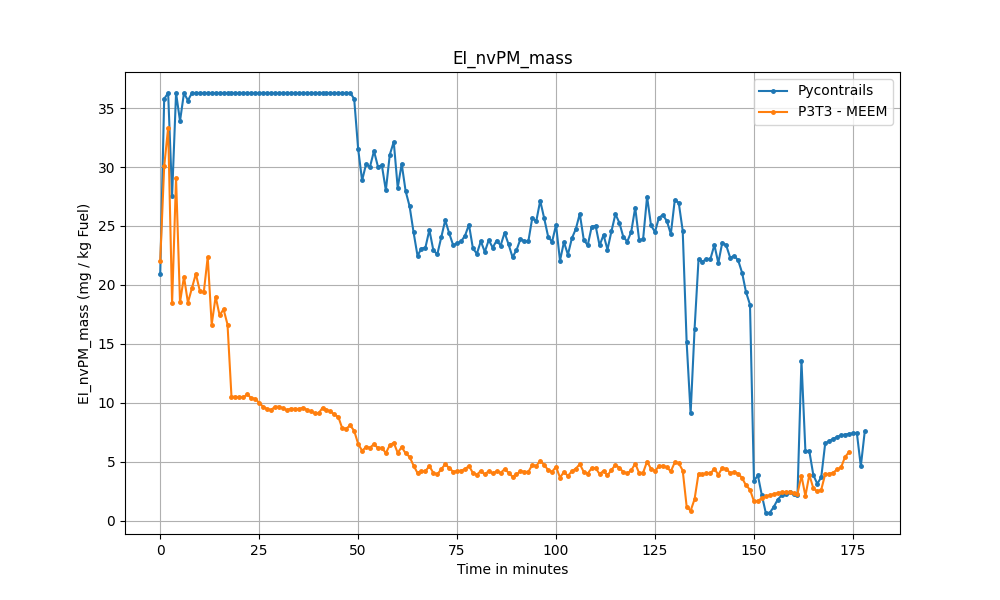 EI_nvPM_mass
Pycontrails
P3T3 - MEEM
EI_nvPM_mass (mg / kg Fuel)
35
30
25
20
15
10
5
0
0 25 50 75 100 125 150 175
Time in minutes